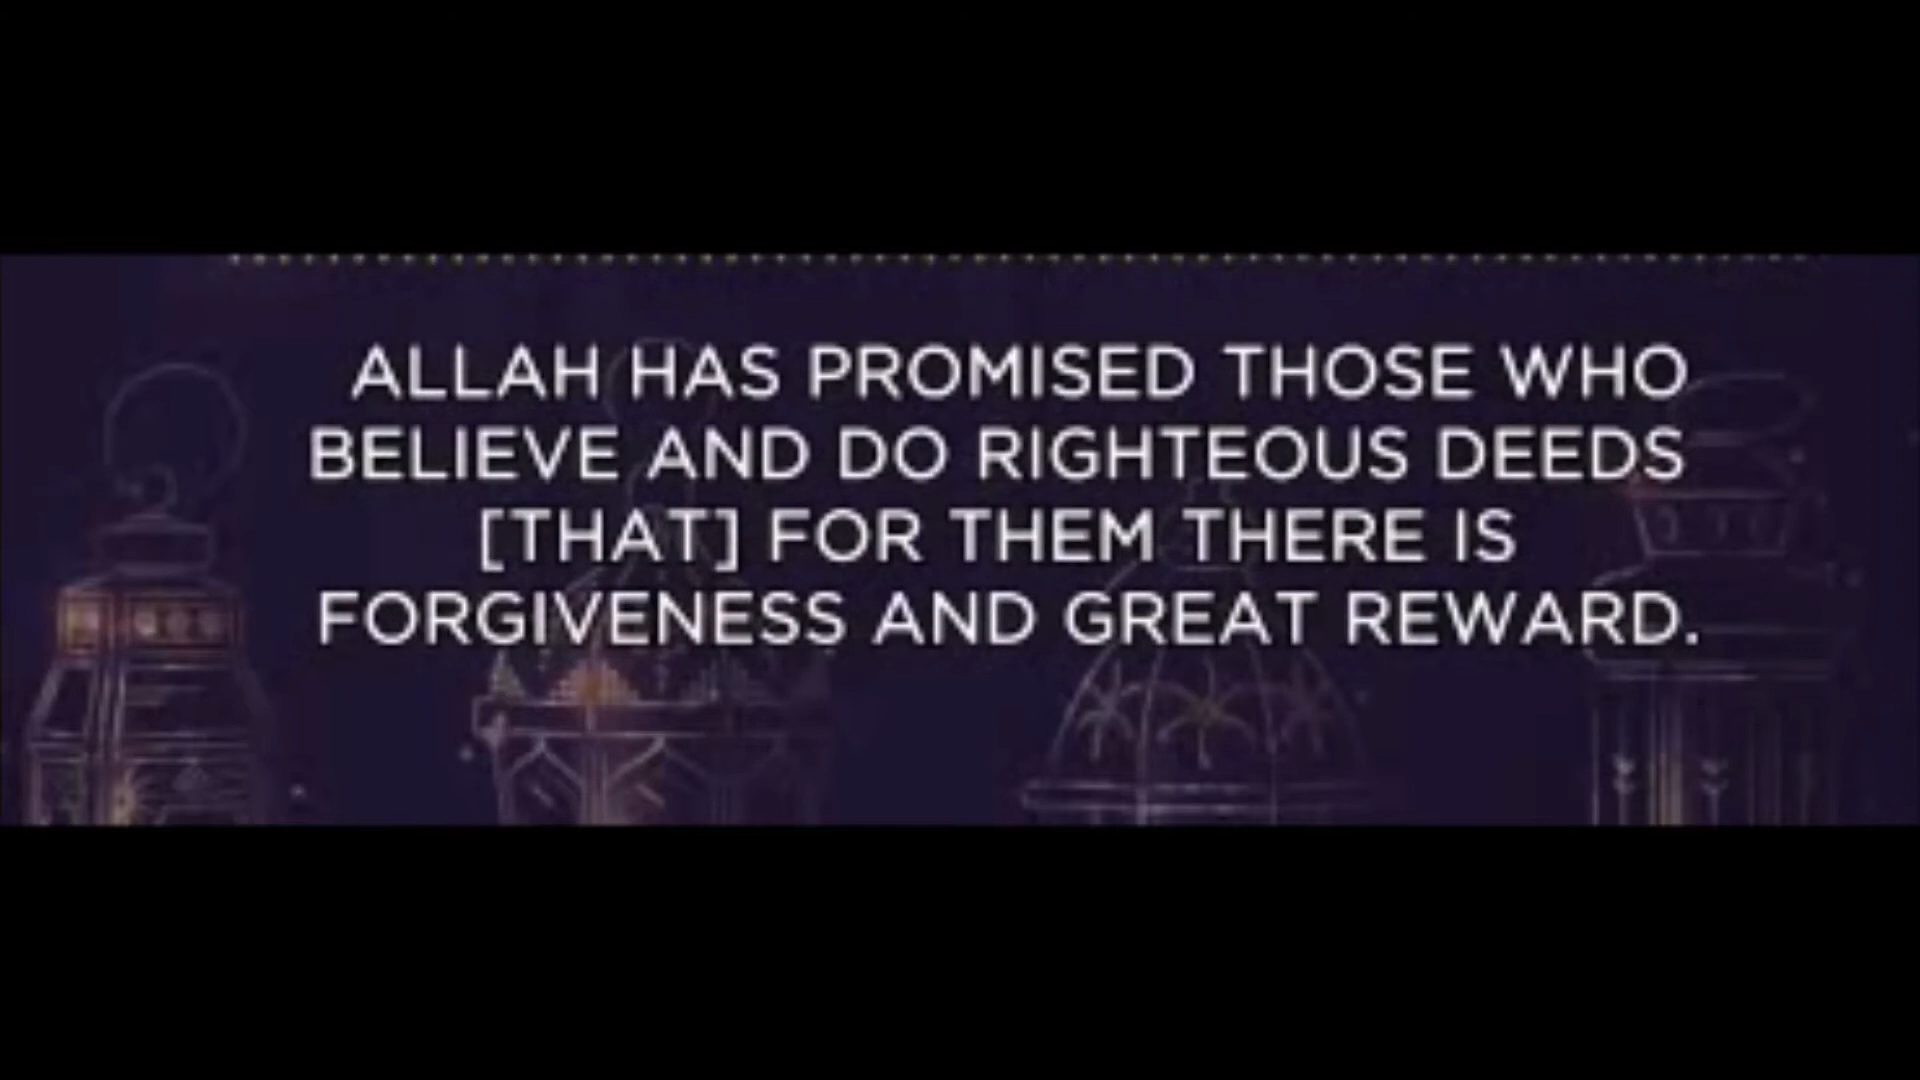 ALLAH HAS PROMISED THOSE WHO
BELIEVE AND DO RIGHTEOUS DEEDS
[THAT] FOR THEM THERE IS
FORGIVENESS AND GREAT REWARD.